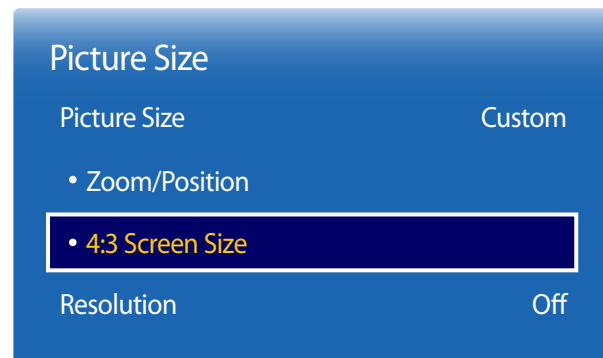 Picture Size
Picture Size Custom
• Zoom/Position
• 4:3 Screen Size
Resolution Off